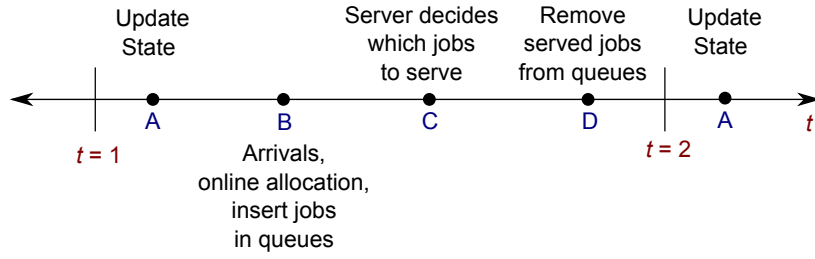 Update
State
Server decides
which jobs
to serve
Remove
served jobs
from queues
Update
State
A
B
C
D
A
t
t = 1
Arrivals,
online allocation,
insert jobs
in queues
t = 2